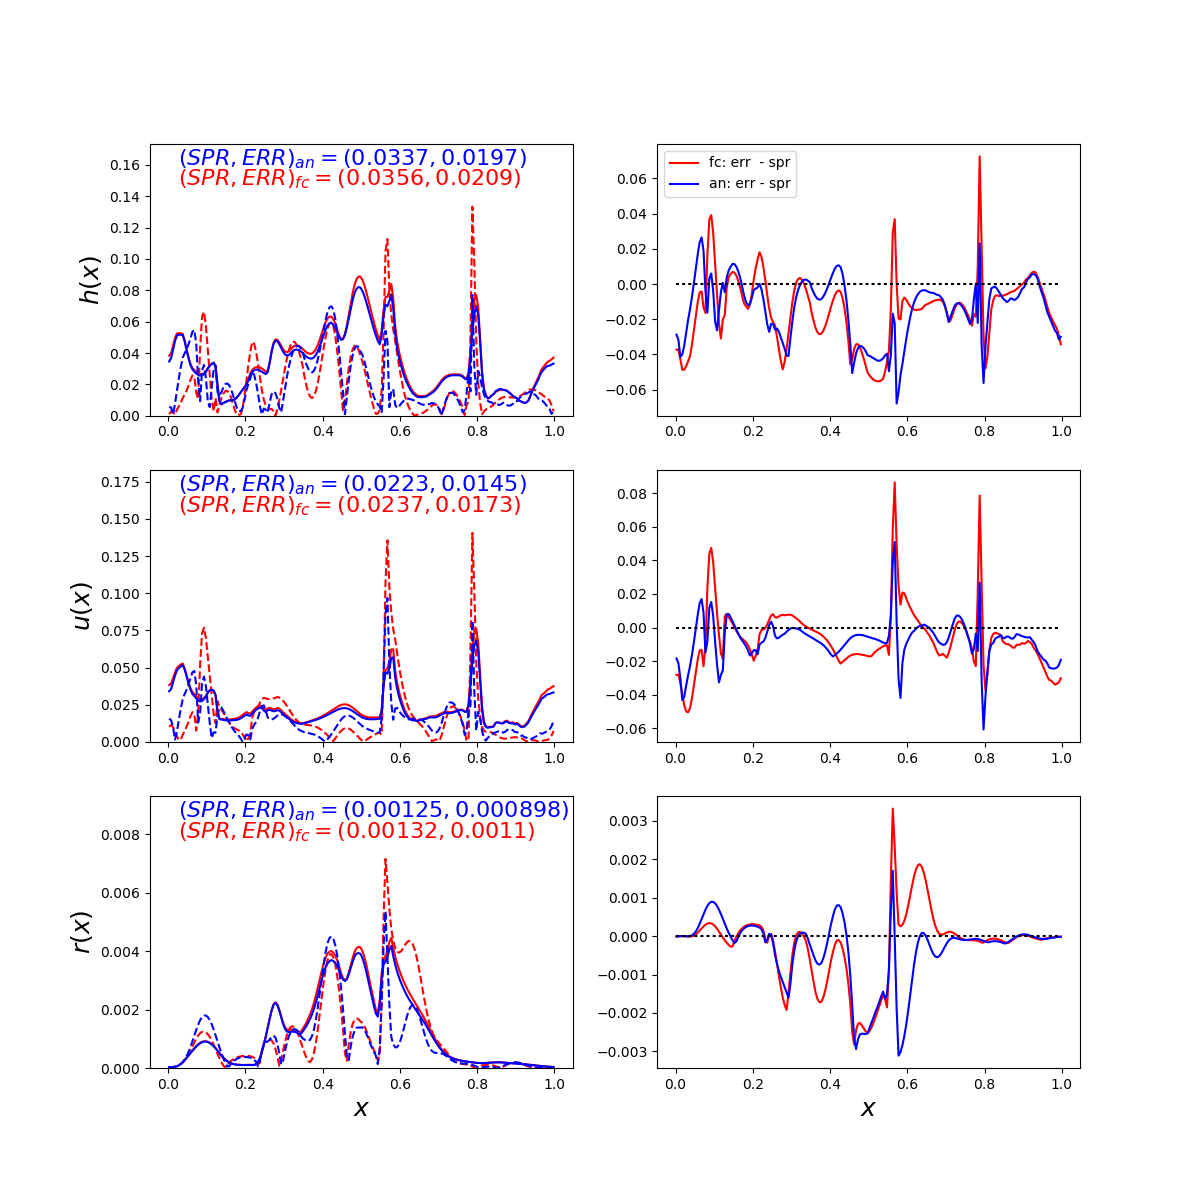 (SPR, ERR)an = (0.0337, 0.0197)
(SPR, ERR)fc = (0.0356, 0.0209)
h(x)
0.16
0.14
0.12
0.10
0.08
0.06
0.04
0.02
0.00
0.0 0.2 0.4 0.6 0.8 1.0
fc: err - spr
an: err - spr
0.06
0.04
0.02
0.00
−0.02
−0.04
−0.06
0.0 0.2 0.4 0.6 0.8 1.0
(SPR, ERR)an = (0.0223, 0.0145)
(SPR, ERR)fc = (0.0237, 0.0173)
u(x)
0.175
0.150
0.125
0.100
0.075
0.050
0.025
0.000
0.0 0.2 0.4 0.6 0.8 1.0
0.08
0.06
0.04
0.02
0.00
−0.02
−0.04
−0.06
0.0 0.2 0.4 0.6 0.8 1.0
(SPR, ERR)an = (0.00125, 0.000898)
(SPR, ERR)fc = (0.00132, 0.0011)
r(x)
0.008
0.006
0.004
0.002
0.000
0.0 0.2 0.4 0.6 0.8 1.0
x
0.003
0.002
0.001
0.000
−0.001
−0.002
−0.003
0.0 0.2 0.4 0.6 0.8 1.0
x